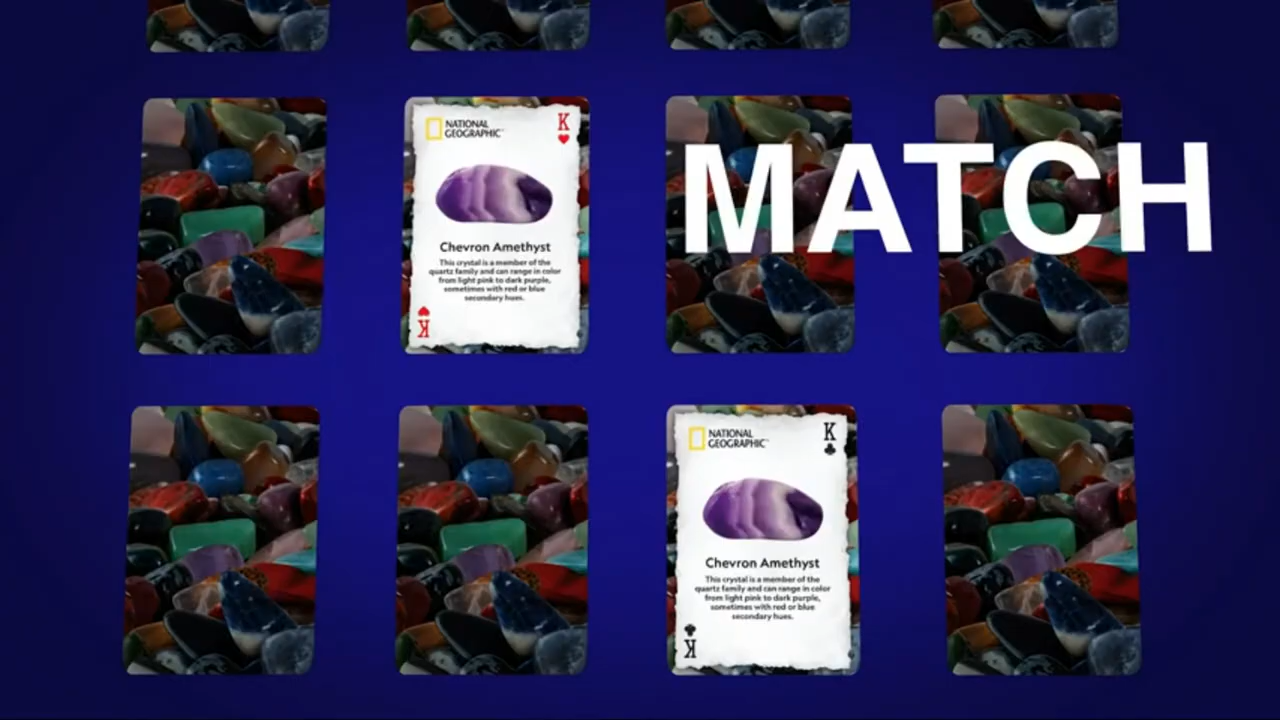 NATIONAL
GEOGRAPHIC
K
MATCH
Chevron Amethyst
This crystal is a member of the
quartz family and can range in color
from light pink to dark purple,
sometimes with red or blue
secondary hues.
K
NATIONAL
GEOGRAPHIC
K
Chevron Amethyst
This crystal is a member of the
quartz family and can range in color
from light pink to dark purple,
sometimes with red or blue
secondary hues.
K